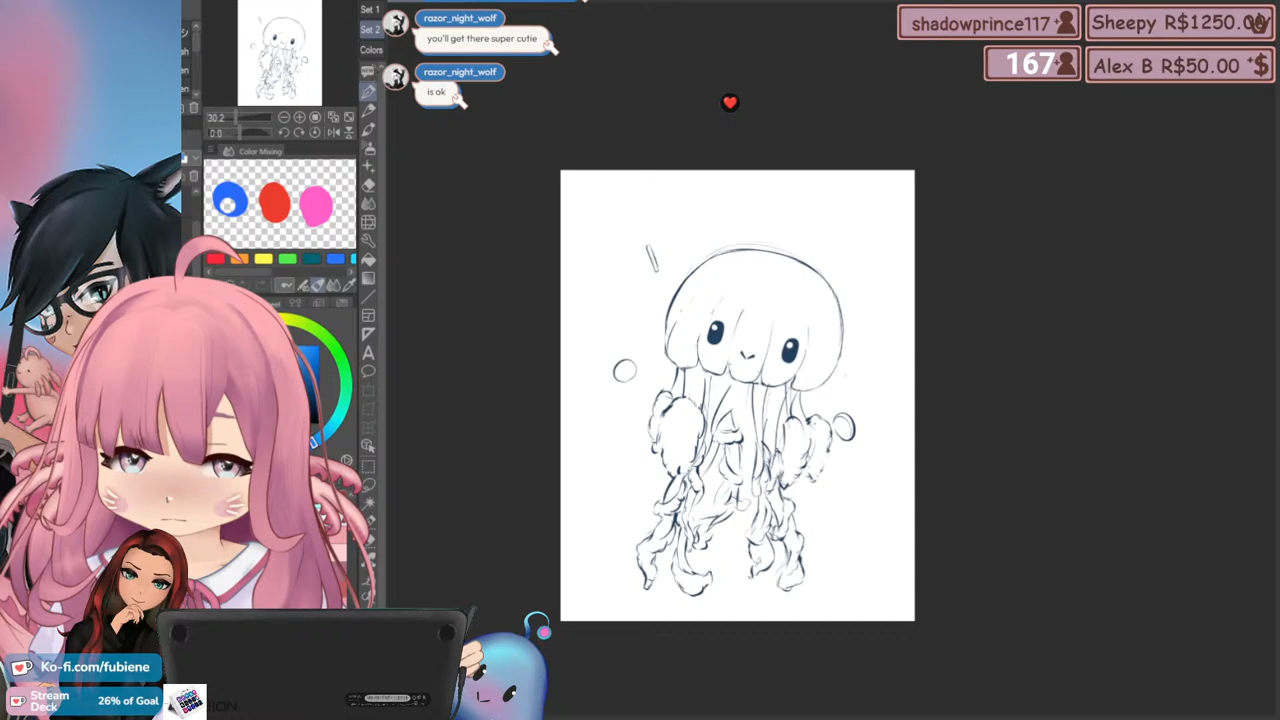 Set 1
Set 2
Colors
razor_night_wolf
you'll get there super cutie
razor_night_wolf
is ok
shadowprince117
Sheepy R$1250.00
167
Alex B R$50.00
30.2
0.0
Color Mixing
Ko-fi.com/fubiene
Stream
Deck
26% of Goal